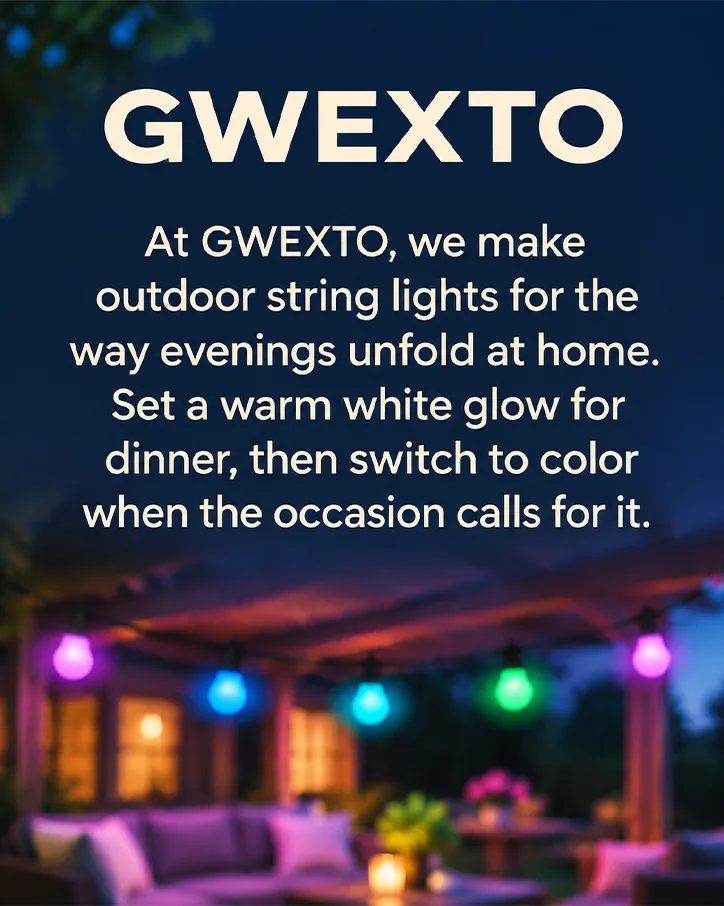 GWEXTO
At GWEXTO, we make
outdoor string lights for the
way evenings unfold at home.
Set a warm white glow for
dinner, then switch to color
when the occasion calls for it.